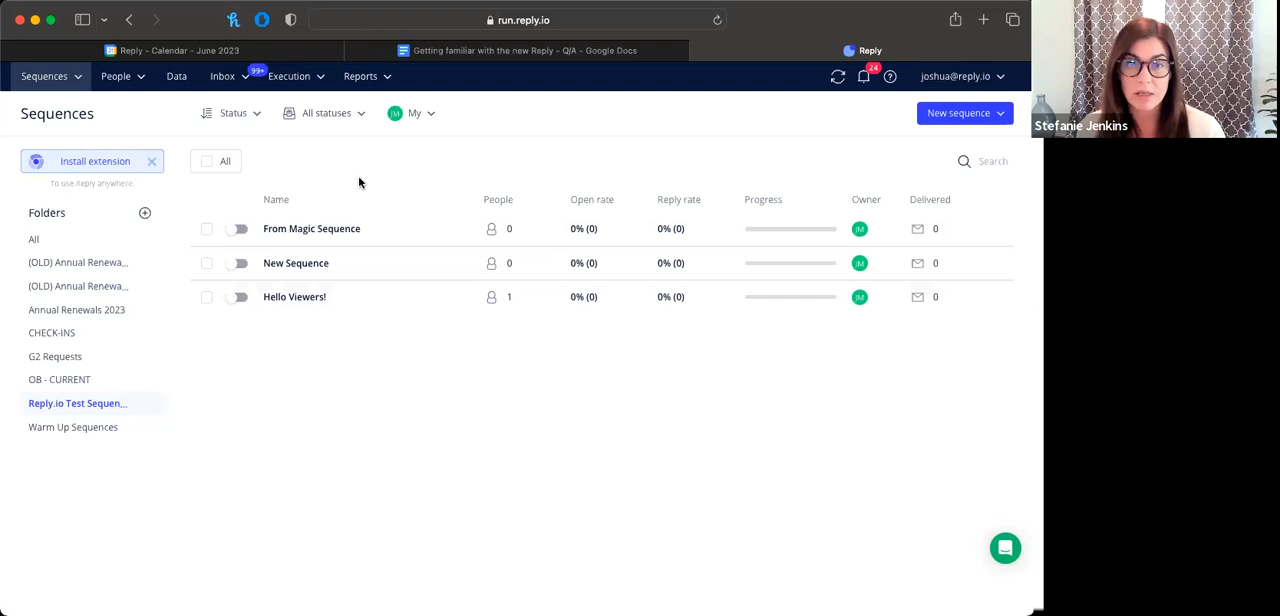 run.reply.io
Reply - Calendar - June 2023
Getting familiar with the new Reply - Q/A - Google Docs
Reply
Sequences
People
Data
Inbox
99+
Execution
Reports
24
joshua@reply.io
Sequences
Status
All statuses
JM
My
New sequence
Stefanie Jenkins
Install extension
To use Reply anywhere.
All
Search
Folders
All
(OLD) Annual Renewa...
(OLD) Annual Renewa...
Annual Renewals 2023
CHECK-INS
G2 Requests
OB - CURRENT
Reply.io Test Sequen...
Warm Up Sequences
Name People Open rate Reply rate Progress Owner Delivered
From Magic Sequence 0 0% (0) 0% (0) JM 0
New Sequence 0 0% (0) 0% (0) JM 0
Hello Viewers! 1 0% (0) 0% (0) JM 0